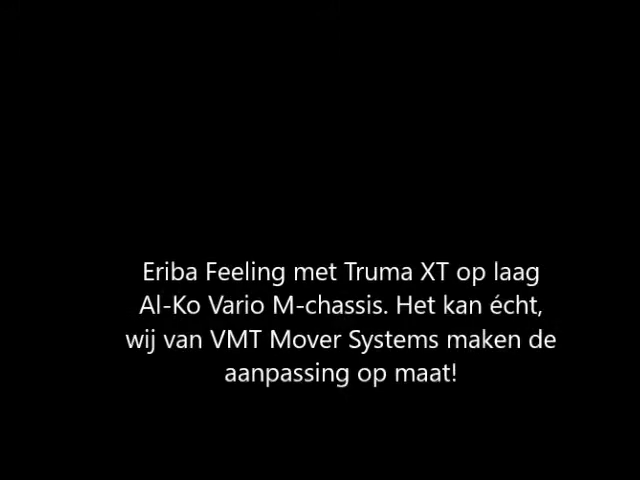 Eriba Feeling met Truma XT op laag
Al-Ko Vario M-chassis. Het kan écht,
wij van VMT Mover Systems maken de
aanpassing op maat!